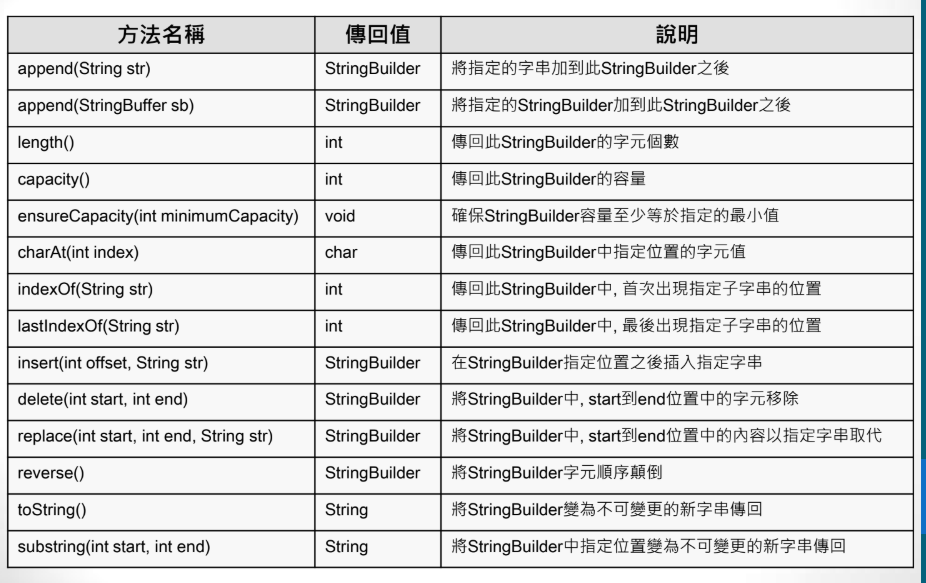 方法名稱 傳回值 說明
append(String str) StringBuilder 將指定的字串加到此StringBuilder之後
append(StringBuffer sb) StringBuilder 將指定的StringBuilder加到此StringBuilder之後
length() int 傳回此StringBuilder的字元個數
capacity() int 傳回此StringBuilder的容量
ensureCapacity(int minimumCapacity) void 確保StringBuilder容量至少等於指定的最小值
charAt(int index) char 傳回此StringBuilder中指定位置的字元值
indexOf(String str) int 傳回此StringBuilder中, 首次出現指定子字串的位置
lastIndexOf(String str) int 傳回此StringBuilder中, 最後出現指定子字串的位置
insert(int offset, String str) StringBuilder 在StringBuilder指定位置之後插入指定字串
delete(int start, int end) StringBuilder 將StringBuilder中, start到end位置中的字元移除
replace(int start, int end, String str) StringBuilder 將StringBuilder中, start到end位置中的內容以指定字串取代
reverse() StringBuilder 將StringBuilder字元順序顛倒
toString() String 將StringBuilder變為不可變更的新字串傳回
substring(int start, int end) String 將StringBuilder中指定位置變為不可變更的新字串傳回